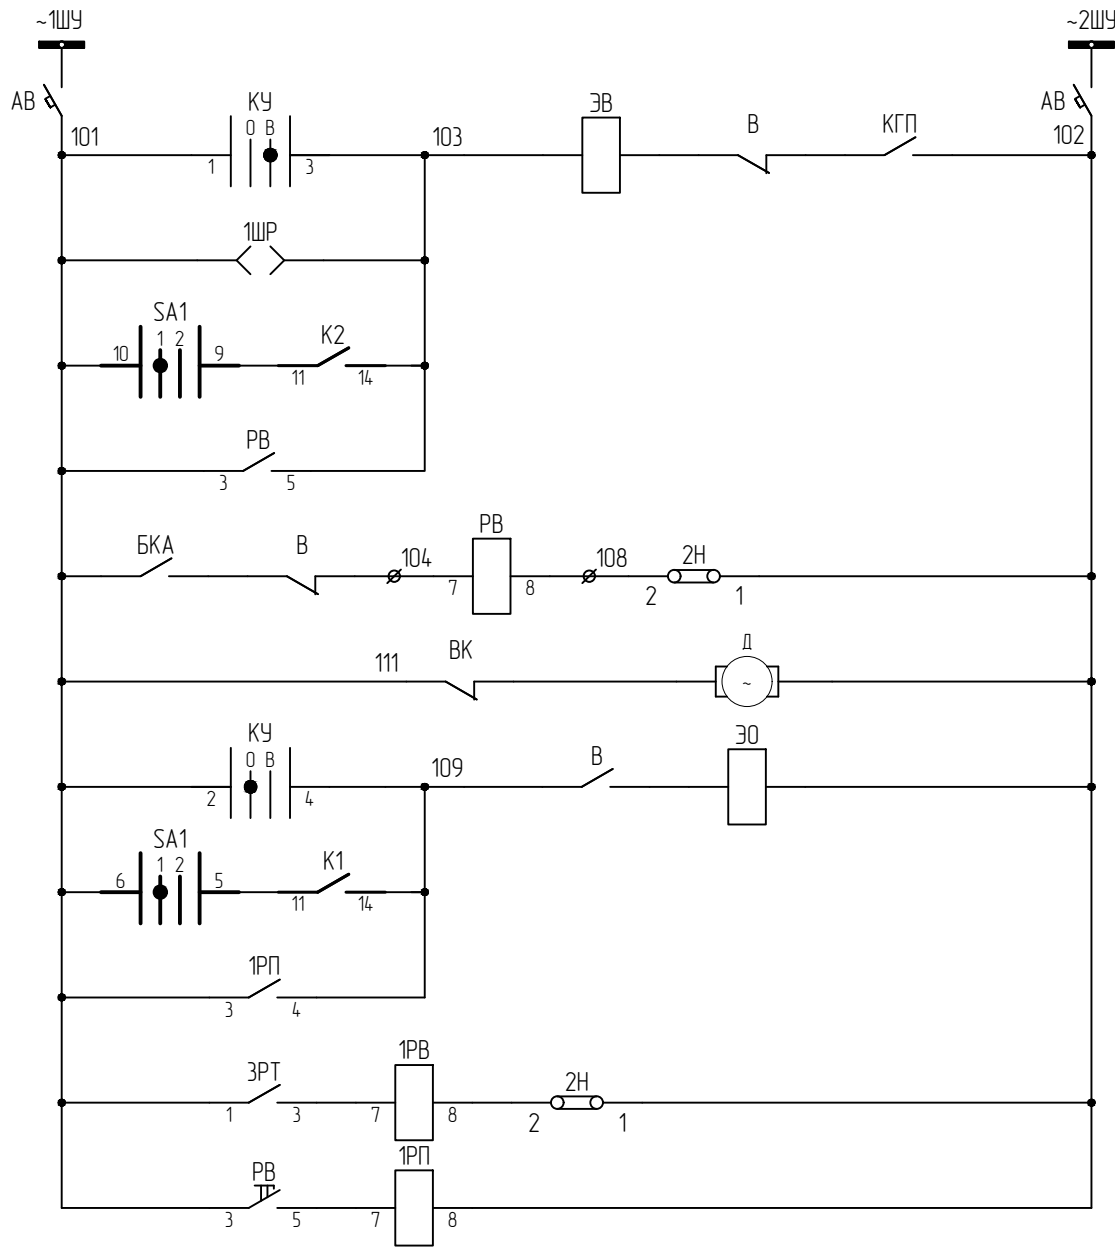 ~1ШУ ~2ШУ
АВ КУ ЭВ В КГП АВ
О В
101 103 102
1 3
1ШР
SA1
1 2 К2
10 9 11 14
РВ
3 5
БКА В 104 РВ 108 2Н
7 8 2 1
111 ВК Д
~
КУ ЭО
О В 109 В
2 4
SA1
1 2 К1
6 5 11 14
1РП
3 4
3РТ 1РВ 2Н
1 3 7 8 2 1
РВ 1РП
3 5 7 8